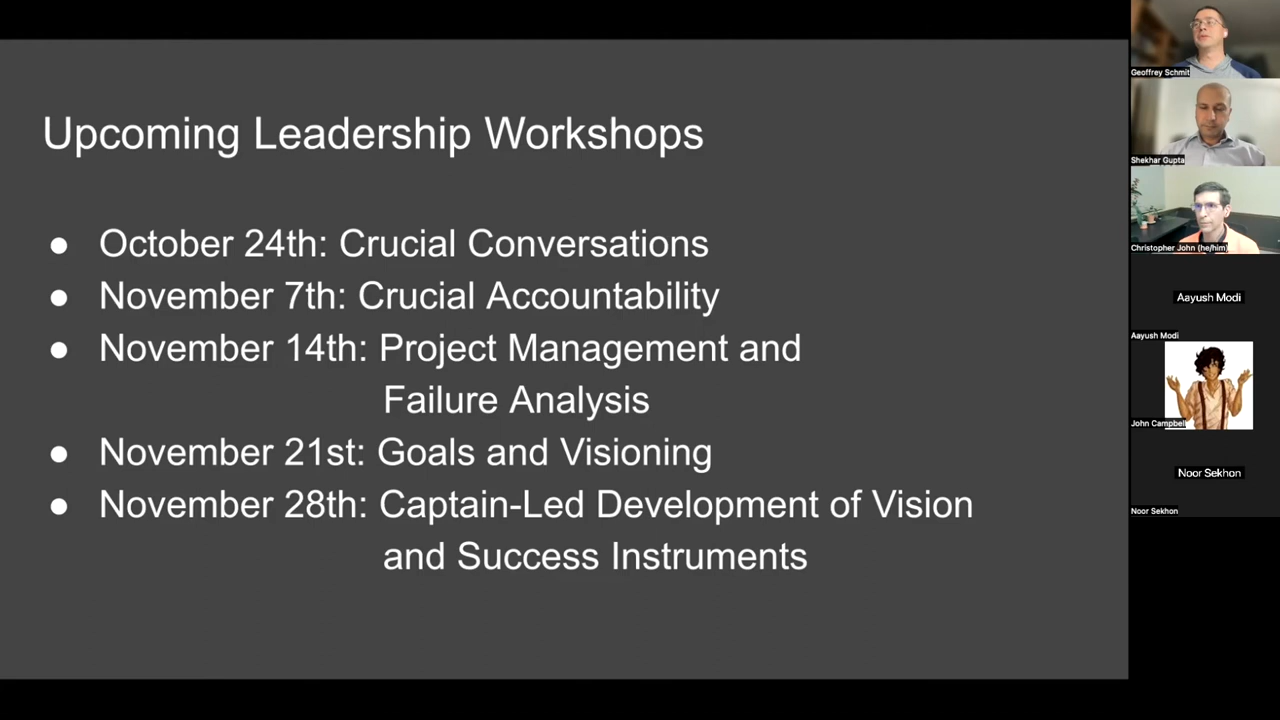 Upcoming Leadership Workshops
● October 24th: Crucial Conversations
● November 7th: Crucial Accountability
● November 14th: Project Management and
Failure Analysis
● November 21st: Goals and Visioning
● November 28th: Captain-Led Development of Vision
and Success Instruments
Geoffrey Schmit
Shekhar Gupta
Christopher John (he/him)
Aayush Modi
Aayush Modi
John Campbell
Noor Sekhon
Noor Sekhon